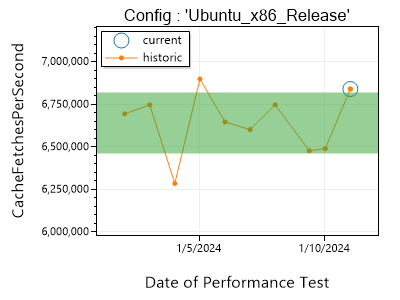 Config : 'Ubuntu_x86_Release'
current
historic
CacheFetchesPerSecond
7,000,000
6,750,000
6,500,000
6,250,000
6,000,000
1/5/2024
1/10/2024
Date of Performance Test